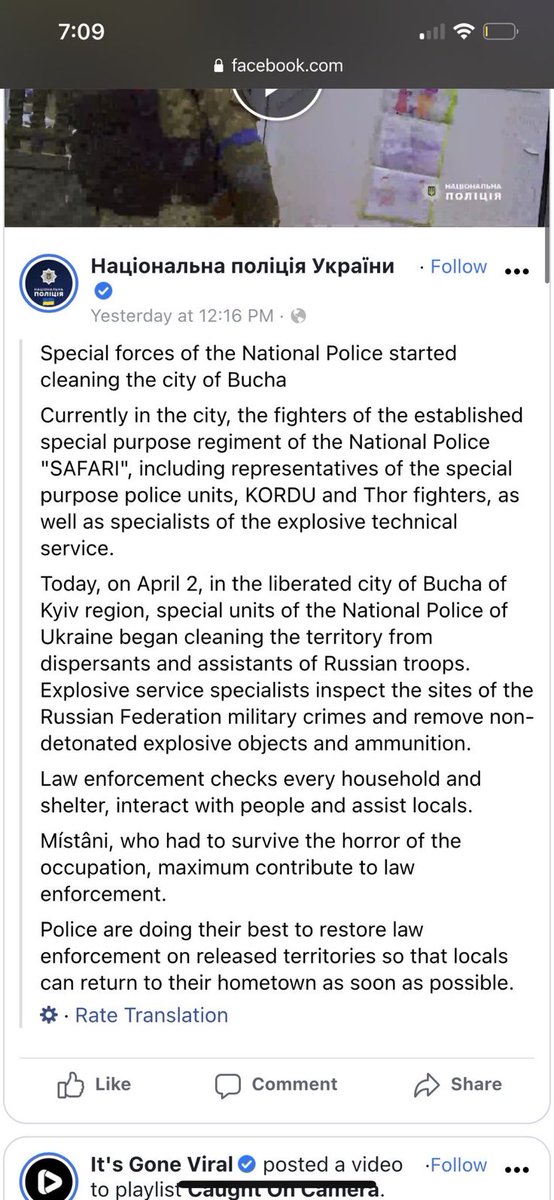 7:09
facebook.com
НАЦІОНАЛЬНА
ПОЛІЦІЯ
НАЦІОНАЛЬНА
ПОЛІЦІЯ
Національна поліція України
· Follow
Yesterday at 12:16 PM ·
Special forces of the National Police started
cleaning the city of Bucha
Currently in the city, the fighters of the established
special purpose regiment of the National Police
"SAFARI", including representatives of the special
purpose police units, KORDU and Thor fighters, as
well as specialists of the explosive technical
service.
Today, on April 2, in the liberated city of Bucha of
Kyiv region, special units of the National Police of
Ukraine began cleaning the territory from
dispersants and assistants of Russian troops.
Explosive service specialists inspect the sites of the
Russian Federation military crimes and remove non-
detonated explosive objects and ammunition.
Law enforcement checks every household and
shelter, interact with people and assist locals.
Místâni, who had to survive the horror of the
occupation, maximum contribute to law
enforcement.
Police are doing their best to restore law
enforcement on released territories so that locals
can return to their hometown as soon as possible.
· Rate Translation
Like
Comment
Share
It's Gone Viral posted a video
·Follow
to playlist Caught On Camera.